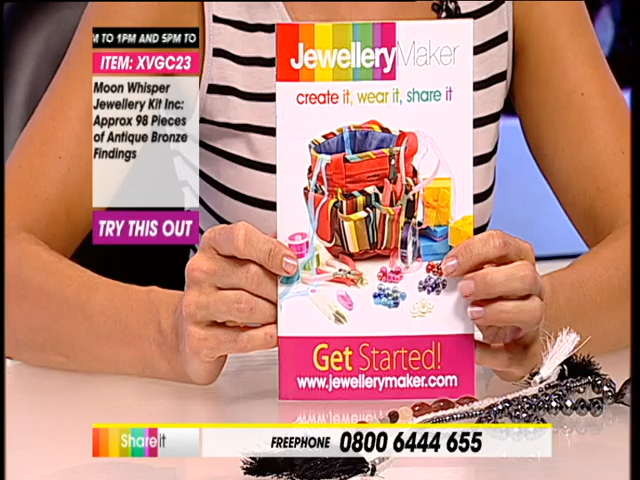 M TO 1PM AND 5PM TO
ITEM: XVGC23
Moon Whisper
Jewellery Kit Inc:
Approx 98 Pieces
of Antique Bronze
Findings
TRY THIS OUT
JewelleryMaker
create it, wear it, share it
Get Started!
www.jewellerymaker.com
ShareIt
FREEPHONE 0800 6444 655